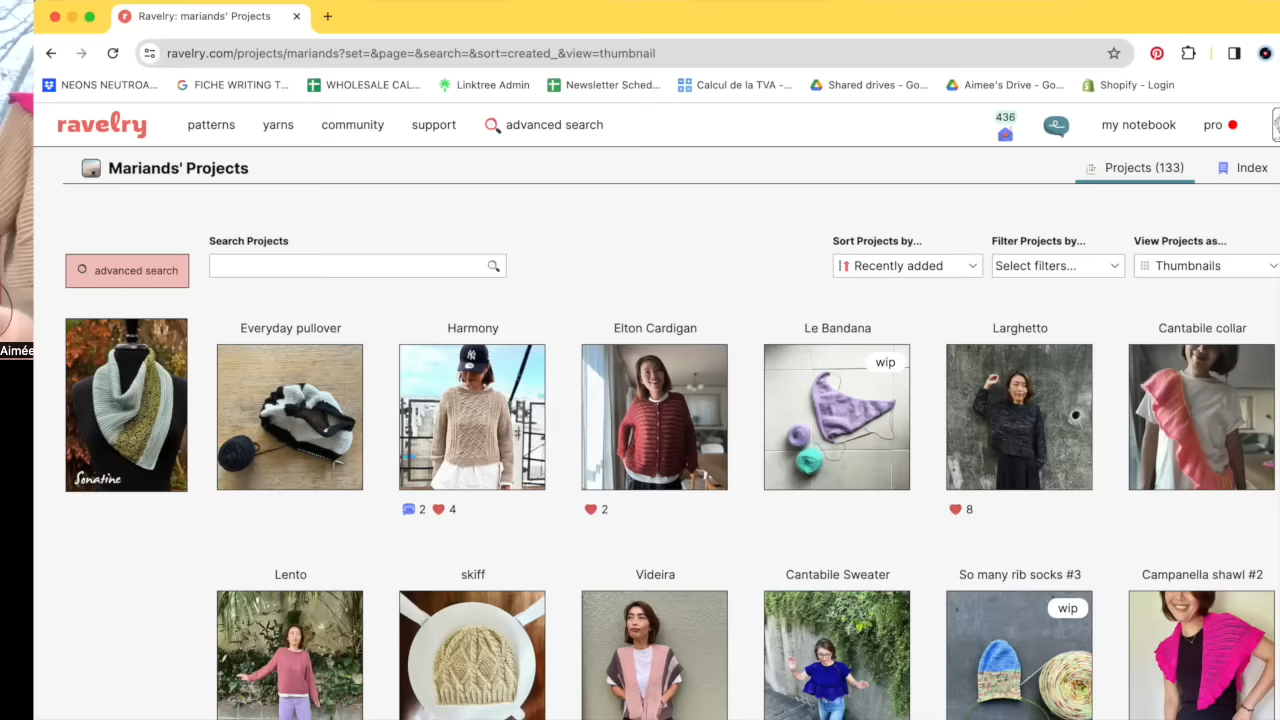 Ravelry: mariands' Projects
ravelry.com/projects/mariands?set=&page=&search=&sort=created_&view=thumbnail
NEONS NEUTROA... FICHE WRITING T... WHOLESALE CAL... Linktree Admin Newsletter Sched... Calcul de la TVA -... Shared drives - Go... Aimee's Drive - Go... Shopify - Login
ravelry patterns yarns community support advanced search 436 my notebook pro
Mariands' Projects Projects (133) Index
Search Projects Sort Projects by... Filter Projects by... View Projects as...
advanced search Recently added Select filters... Thumbnails
Everyday pullover Harmony Elton Cardigan Le Bandana Larghetto Cantabile collar
wip
Sonatine
2 4 2 8
Aimée
Lento skiff Videira Cantabile Sweater So many rib socks #3 Campanella shawl #2
wip